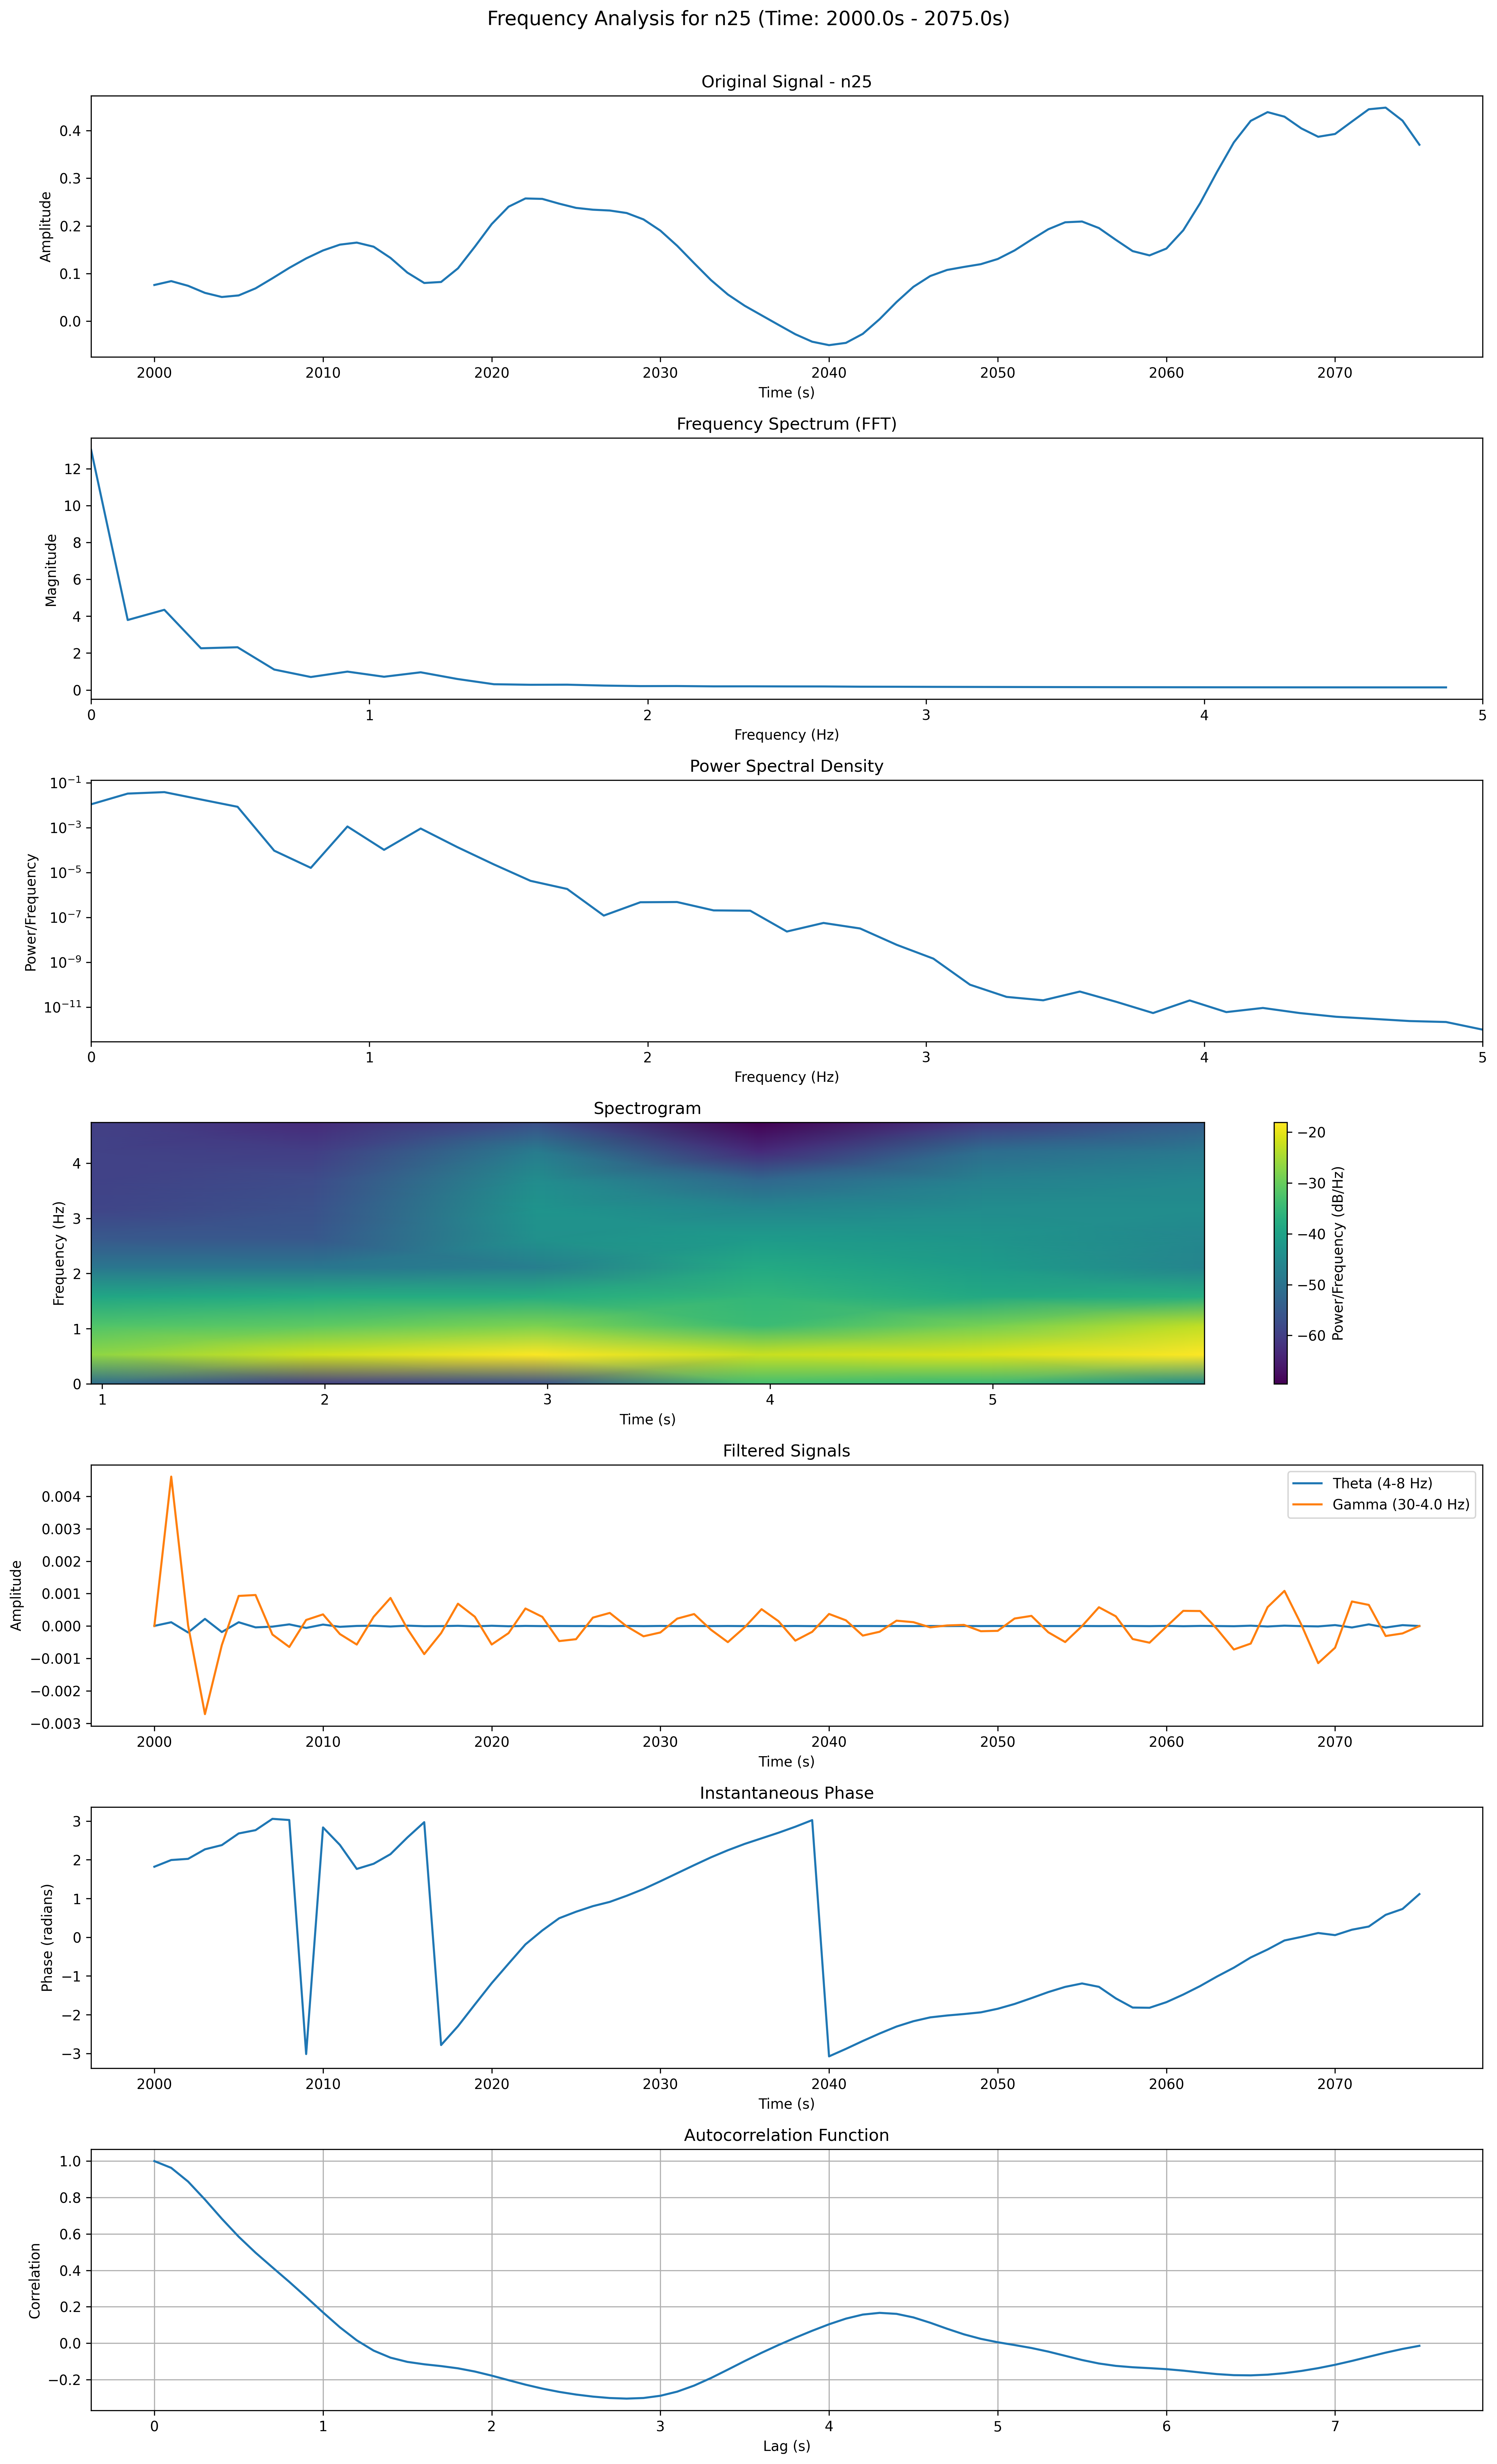 Frequency Analysis for n25 (Time: 2000.0s - 2075.0s)
Original Signal - n25
Amplitude
0.4
0.3
0.2
0.1
0.0
2000 2010 2020 2030 2040 2050 2060 2070
Time (s)
Frequency Spectrum (FFT)
Magnitude
12
10
8
6
4
2
0
0 1 2 3 4 5
Frequency (Hz)
Power Spectral Density
Power/Frequency
10⁻¹
10⁻³
10⁻⁵
10⁻⁷
10⁻⁹
10⁻¹¹
0 1 2 3 4 5
Frequency (Hz)
Spectrogram
Frequency (Hz)
4
3
2
1
0
1 2 3 4 5
Time (s)
−20
−30
−40
−50
−60
Power/Frequency (dB/Hz)
Filtered Signals
Theta (4-8 Hz)
Gamma (30-4.0 Hz)
Amplitude
0.004
0.003
0.002
0.001
0.000
−0.001
−0.002
−0.003
2000 2010 2020 2030 2040 2050 2060 2070
Time (s)
Instantaneous Phase
Phase (radians)
3
2
1
0
−1
−2
−3
2000 2010 2020 2030 2040 2050 2060 2070
Time (s)
Autocorrelation Function
Correlation
1.0
0.8
0.6
0.4
0.2
0.0
−0.2
0 1 2 3 4 5 6 7
Lag (s)